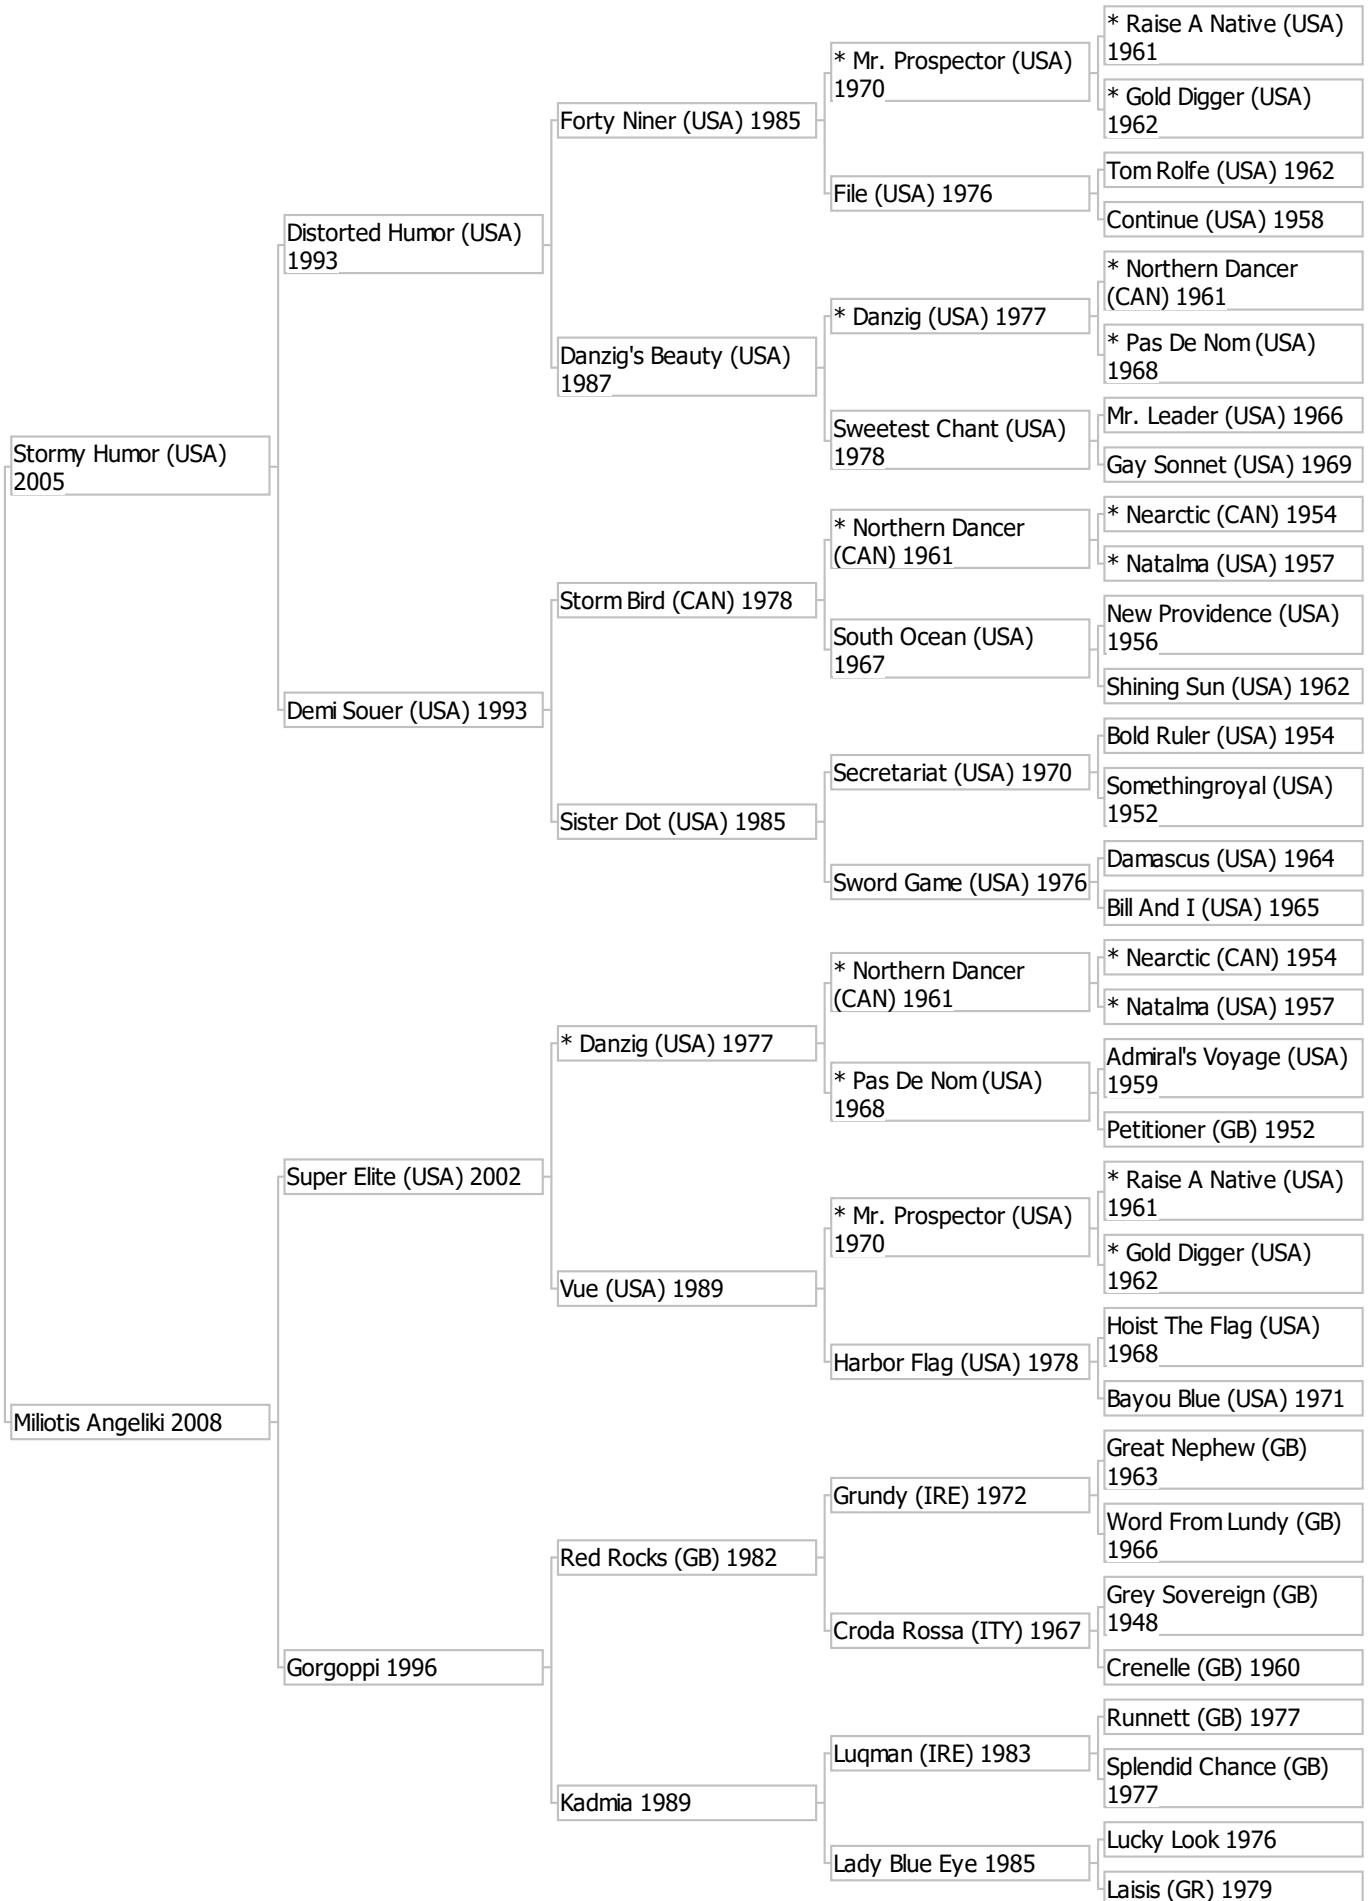 Stormy Humor (USA)
2005
Miliotis Angeliki 2008
Distorted Humor (USA)
1993
Demi Souer (USA) 1993
Super Elite (USA) 2002
Gorgoppi 1996
Forty Niner (USA) 1985
Danzig's Beauty (USA)
1987
Storm Bird (CAN) 1978
Sister Dot (USA) 1985
* Danzig (USA) 1977
Vue (USA) 1989
Red Rocks (GB) 1982
Kadmia 1989
* Mr. Prospector (USA)
1970
File (USA) 1976
* Danzig (USA) 1977
Sweetest Chant (USA)
1978
* Northern Dancer
(CAN) 1961
South Ocean (USA)
1967
Secretariat (USA) 1970
Sword Game (USA) 1976
* Northern Dancer
(CAN) 1961
* Pas De Nom (USA)
1968
* Mr. Prospector (USA)
1970
Harbor Flag (USA) 1978
Grundy (IRE) 1972
Croda Rossa (ITY) 1967
Luqman (IRE) 1983
Lady Blue Eye 1985
* Raise A Native (USA)
1961
* Gold Digger (USA)
1962
Tom Rolfe (USA) 1962
Continue (USA) 1958
* Northern Dancer
(CAN) 1961
* Pas De Nom (USA)
1968
Mr. Leader (USA) 1966
Gay Sonnet (USA) 1969
* Nearctic (CAN) 1954
* Natalma (USA) 1957
New Providence (USA)
1956
Shining Sun (USA) 1962
Bold Ruler (USA) 1954
Somethingroyal (USA)
1952
Damascus (USA) 1964
Bill And I (USA) 1965
* Nearctic (CAN) 1954
* Natalma (USA) 1957
Admiral's Voyage (USA)
1959
Petitioner (GB) 1952
* Raise A Native (USA)
1961
* Gold Digger (USA)
1962
Hoist The Flag (USA)
1968
Bayou Blue (USA) 1971
Great Nephew (GB)
1963
Word From Lundy (GB)
1966
Grey Sovereign (GB)
1948
Crenelle (GB) 1960
Runnett (GB) 1977
Splendid Chance (GB)
1977
Lucky Look 1976
Laisis (GR) 1979